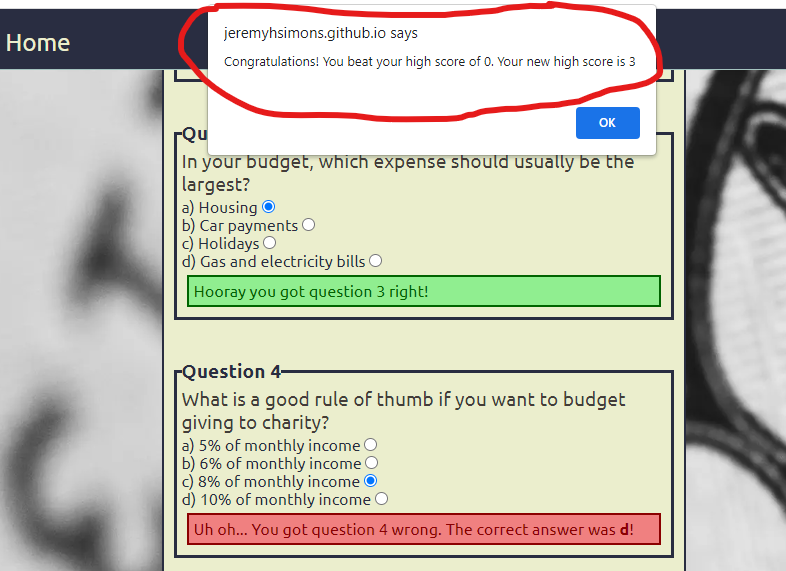 jeremyhsimons.github.io says
Home
Congratulations! You beat your high score of 0. Your new high score is 3
OK
Qu
In your budget, which expense should usually be the
largest?
a) Housing
b) Car payments
c) Holidays
d) Gas and electricity bills
Hooray you got question 3 right!
Question 4
What is a good rule of thumb if you want to budget
giving to charity?
a) 5% of monthly income
b) 6% of monthly income
c) 8% of monthly income
d) 10% of monthly income
Uh oh... You got question 4 wrong. The correct answer was d!